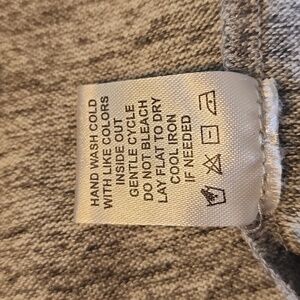 HAND WASH COLD
WITH LIKE COLORS
INSIDE OUT
GENTLE CYCLE
DO NOT BLEACH
LAY FLAT TO DRY
COOL IRON
IF NEEDED